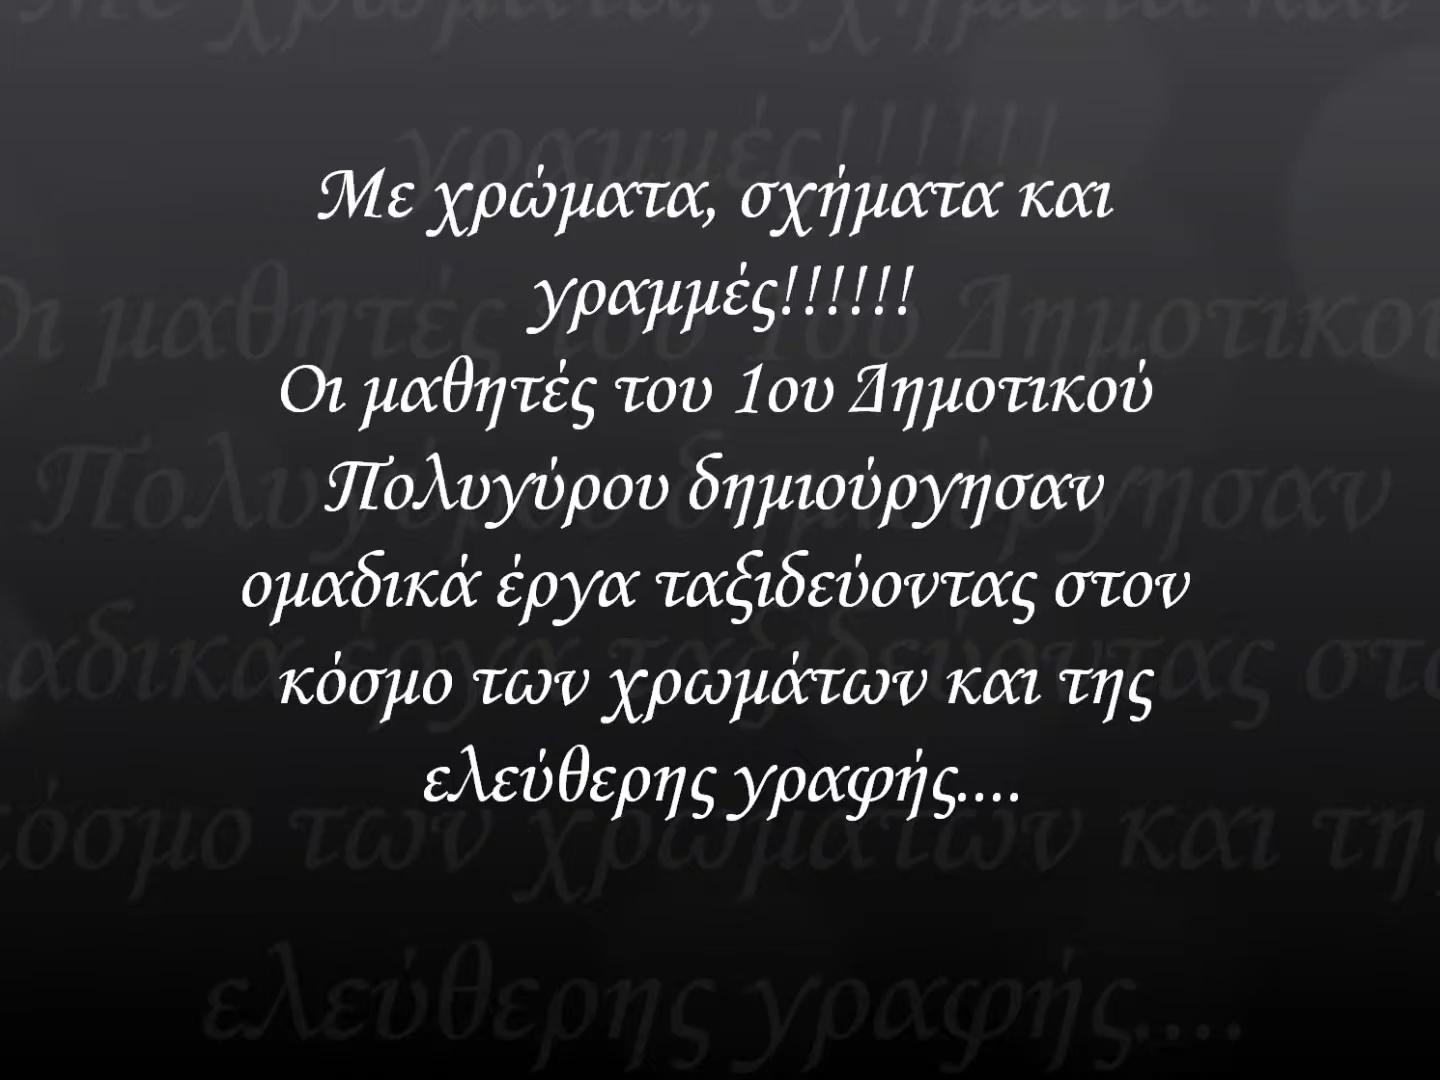 Με χρώματα, σχήματα και
γραμμές!!!!!!
Οι μαθητές του 1ου Δημοτικού
Πολυγύρου δημιούργησαν
ομαδικά έργα ταξιδεύοντας στον
κόσμο των χρωμάτων και της
ελεύθερης γραφής....